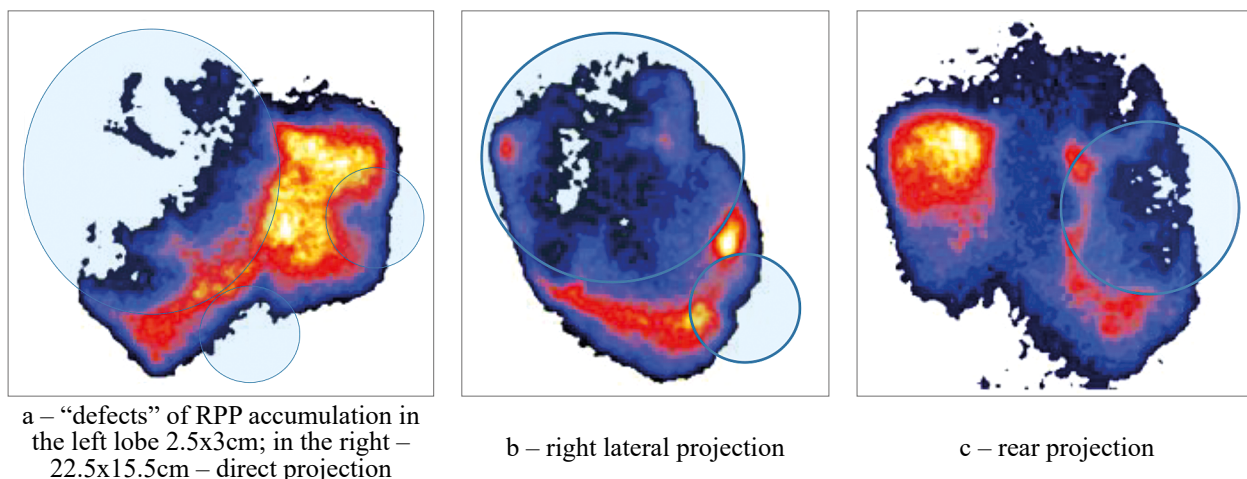 a – “defects” of RPP accumulation in
the left lobe 2.5x3cm; in the right –
22.5x15.5cm – direct projection
b – right lateral projection
c – rear projection